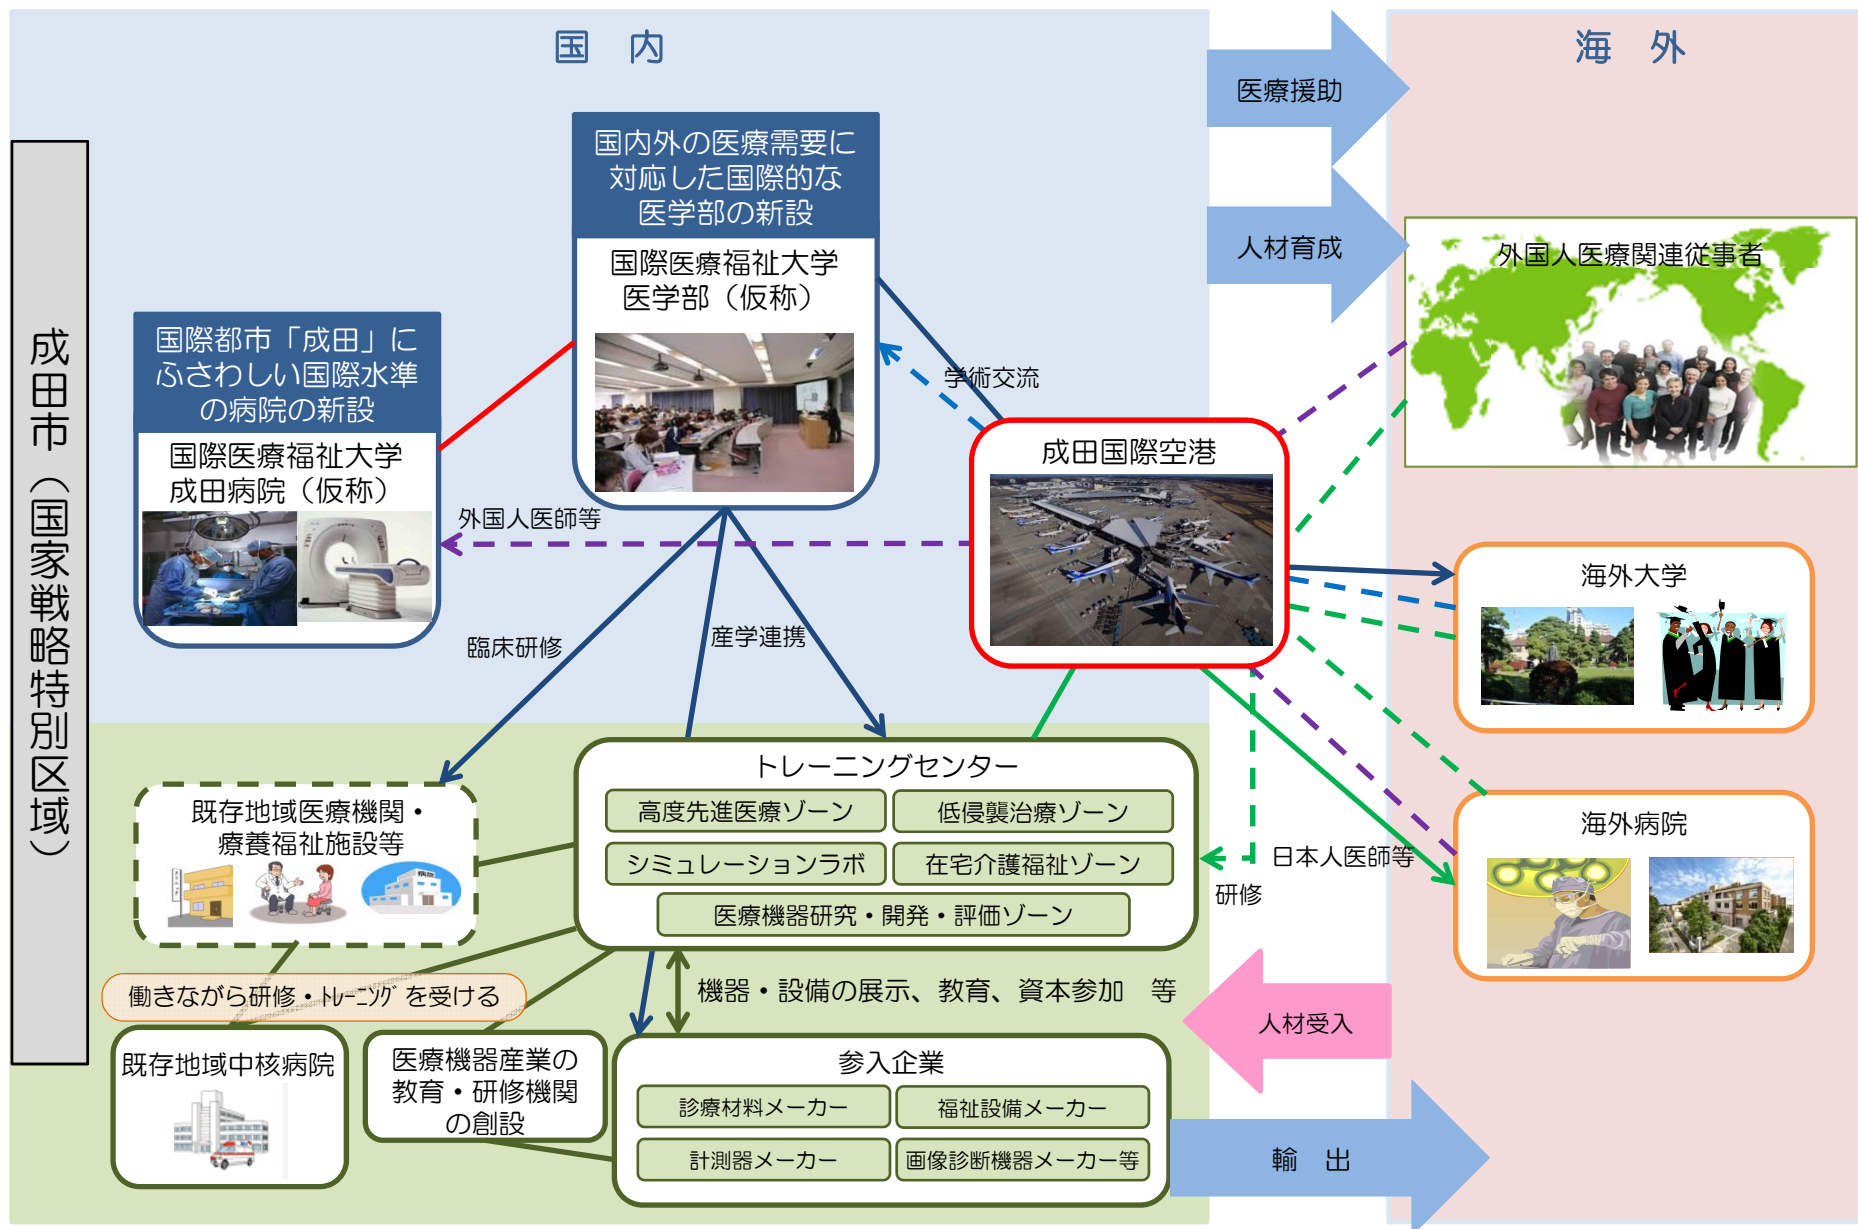 国　内
海　外
成田市（国家戦略特別区域）
医療援助
人材育成
国内外の医療需要に
対応した国際的な
医学部の新設
国際医療福祉大学
医学部（仮称）
国際都市「成田」に
ふさわしい国際水準
の病院の新設
国際医療福祉大学
成田病院（仮称）
外国人医療関連従事者
学術交流
成田国際空港
外国人医師等
臨床研修
産学連携
海外大学
トレーニングセンター
高度先進医療ゾーン
低侵襲治療ゾーン
シミュレーションラボ
在宅介護福祉ゾーン
医療機器研究・開発・評価ゾーン
既存地域医療機関・
療養福祉施設等
病院
海外病院
日本人医師等
研修
働きながら研修・ﾄﾚｰﾆﾝｸﾞを受ける
機器・設備の展示、教育、資本参加　等
人材受入
既存地域中核病院
医療機器産業の
教育・研修機関
の創設
参入企業
診療材料メーカー
福祉設備メーカー
計測器メーカー
画像診断機器メーカー等
輸　出